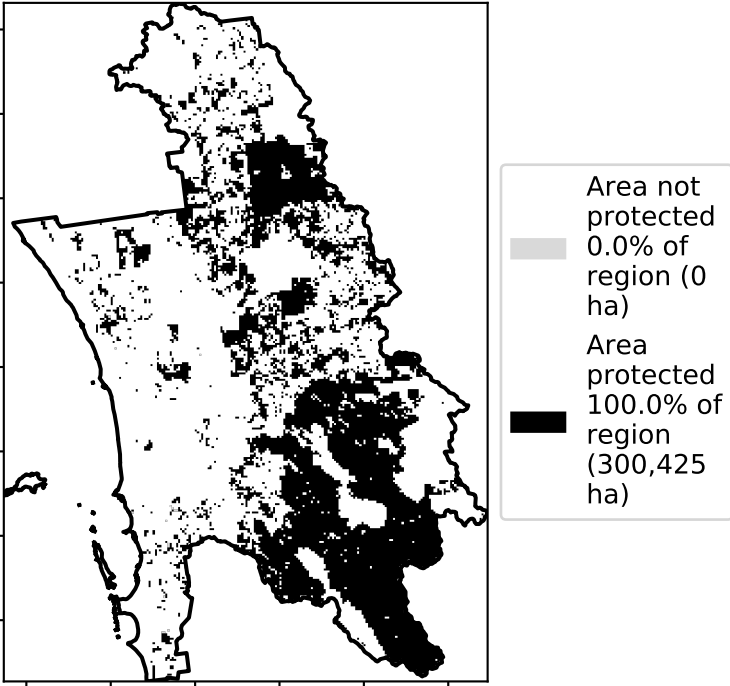 Area not
protected
0.0% of
region (0
ha)
Area
protected
100.0% of
region
(300,425
ha)